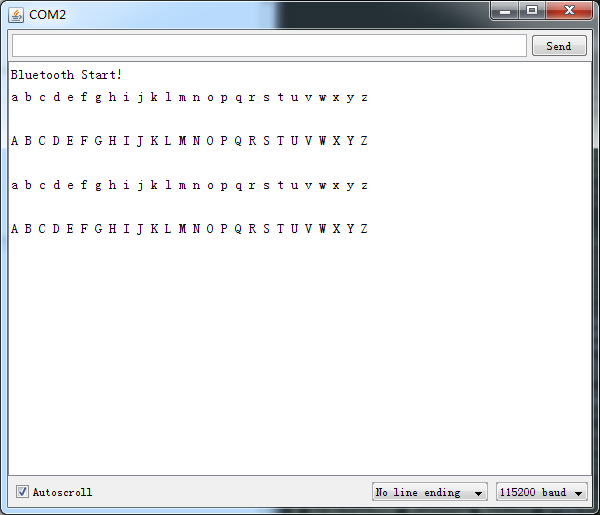 COM2
Send
Bluetooth Start!
a b c d e f g h i j k l m n o p q r s t u v w x y z
A B C D E F G H I J K L M N O P Q R S T U V W X Y Z
a b c d e f g h i j k l m n o p q r s t u v w x y z
A B C D E F G H I J K L M N O P Q R S T U V W X Y Z
Autoscroll
No line ending
115200 baud